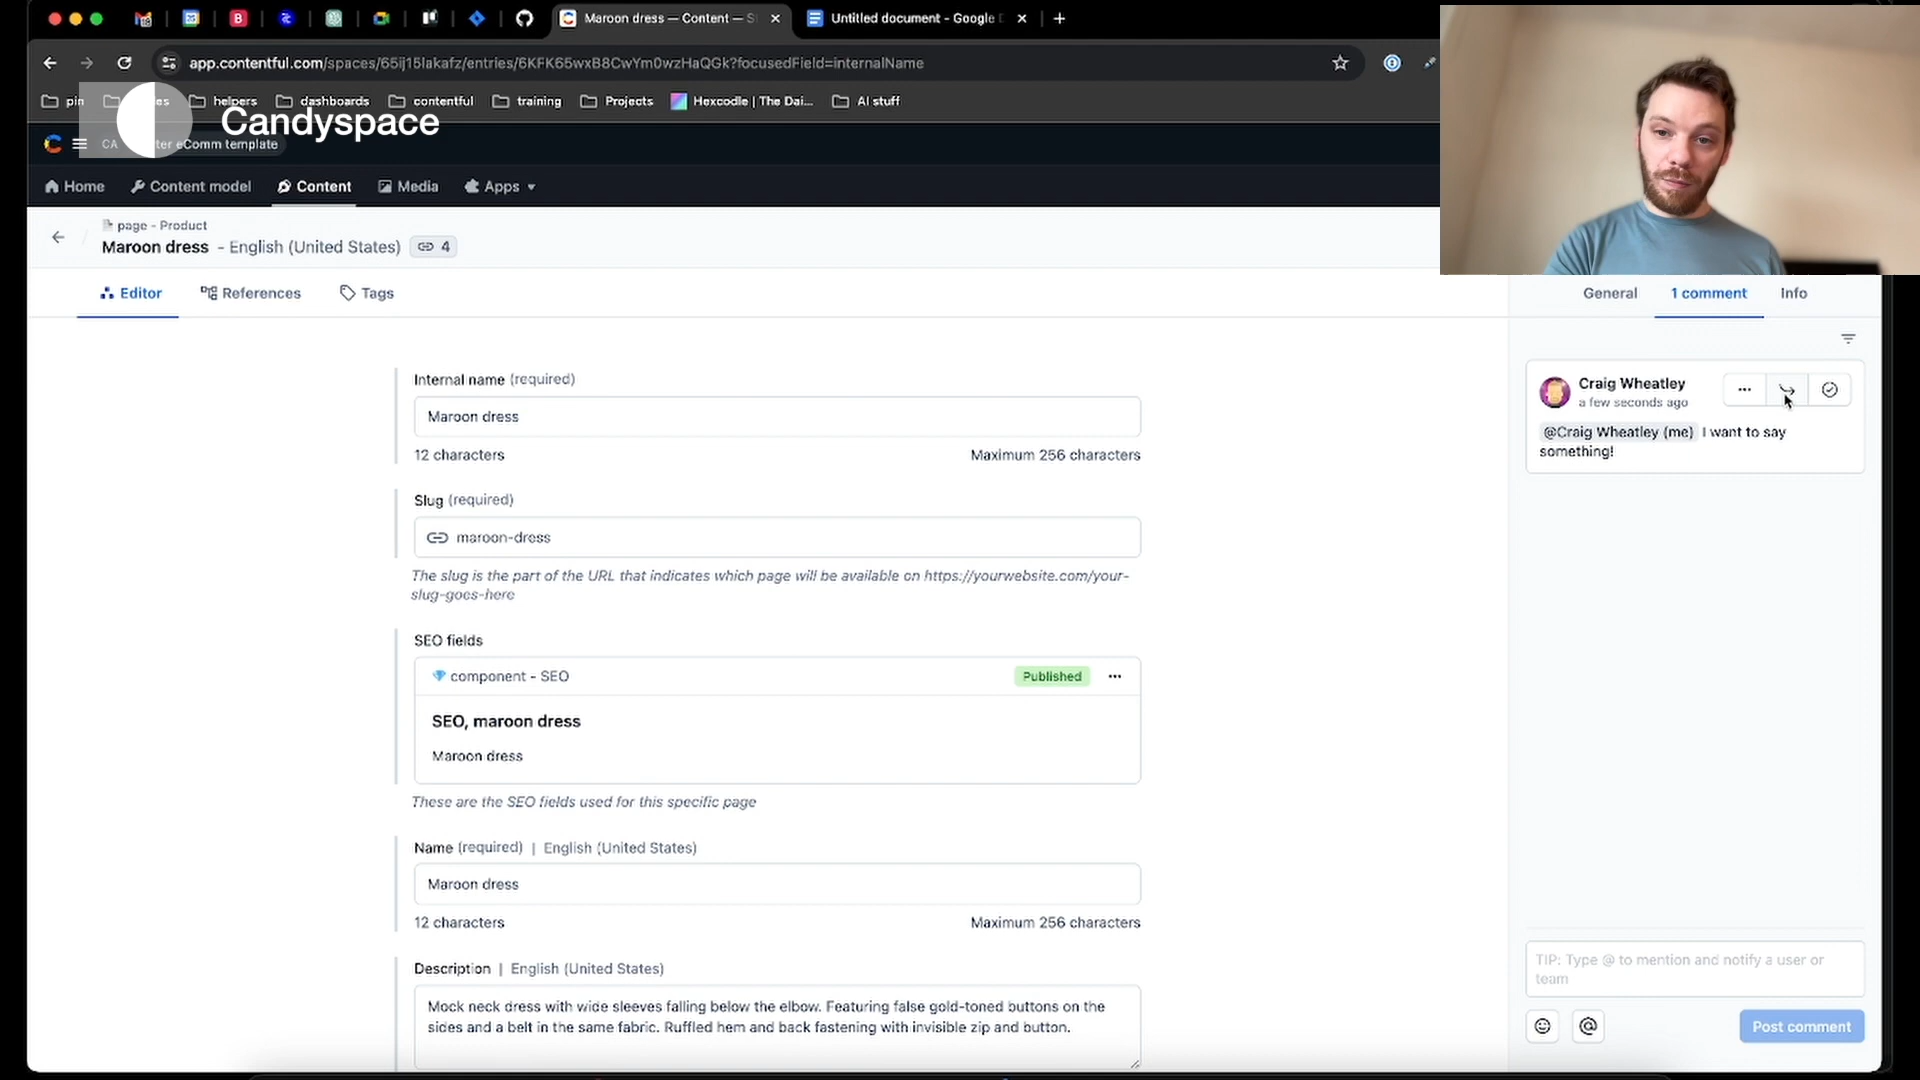 Maroon dress — Content — S
Untitled document - Google D
app.contentful.com/spaces/65ij15lakafz/entries/6KFK65wxB8CwYm0wzHaQGk?focusedField=internalName
helpers
dashboards
contentful
training
Projects
Hexcodle | The Dai...
AI stuff
Candyspace
CA
ter eComm template
Home
Content model
Content
Media
Apps
page - Product
Maroon dress - English (United States)
4
Editor
References
Tags
General
1 comment
Info
Internal name (required)
Maroon dress
12 characters
Maximum 256 characters
Slug (required)
maroon-dress
The slug is the part of the URL that indicates which page will be available on https://yourwebsite.com/your-
slug-goes-here
SEO fields
component - SEO
Published
SEO, maroon dress
Maroon dress
These are the SEO fields used for this specific page
Name (required) | English (United States)
Maroon dress
12 characters
Maximum 256 characters
Description | English (United States)
Mock neck dress with wide sleeves falling below the elbow. Featuring false gold-toned buttons on the
sides and a belt in the same fabric. Ruffled hem and back fastening with invisible zip and button.
Craig Wheatley
a few seconds ago
@Craig Wheatley (me) I want to say
something!
TIP: Type @ to mention and notify a user or
team
Post comment